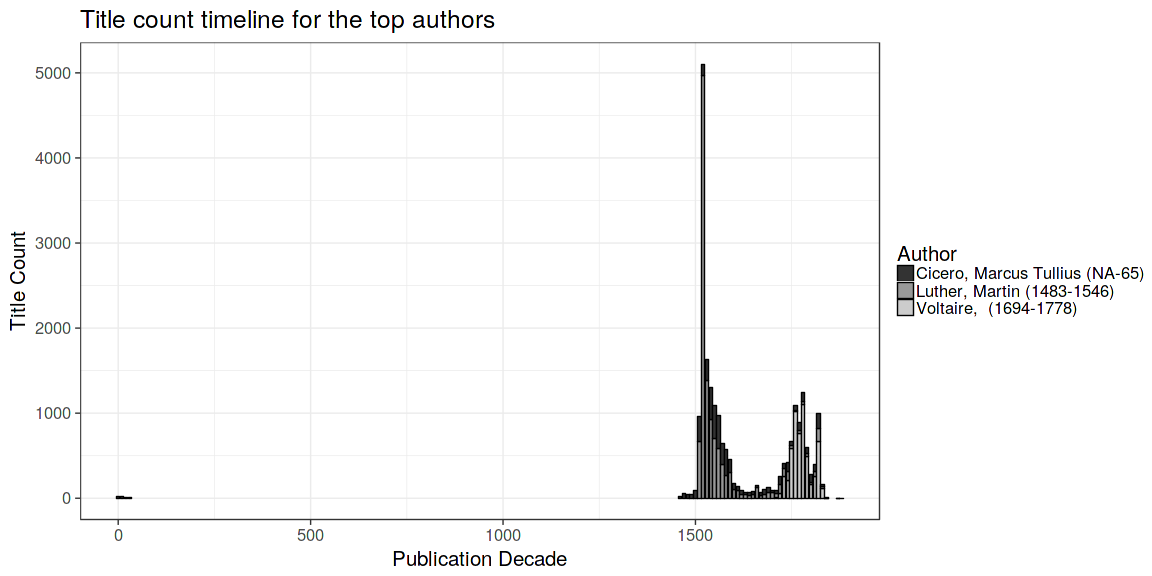 Title count timeline for the top authors
5000
4000
3000
2000
1000
0
Title Count
0 500 1000 1500
Publication Decade
Author
Cicero, Marcus Tullius (NA-65)
Luther, Martin (1483-1546)
Voltaire,  (1694-1778)